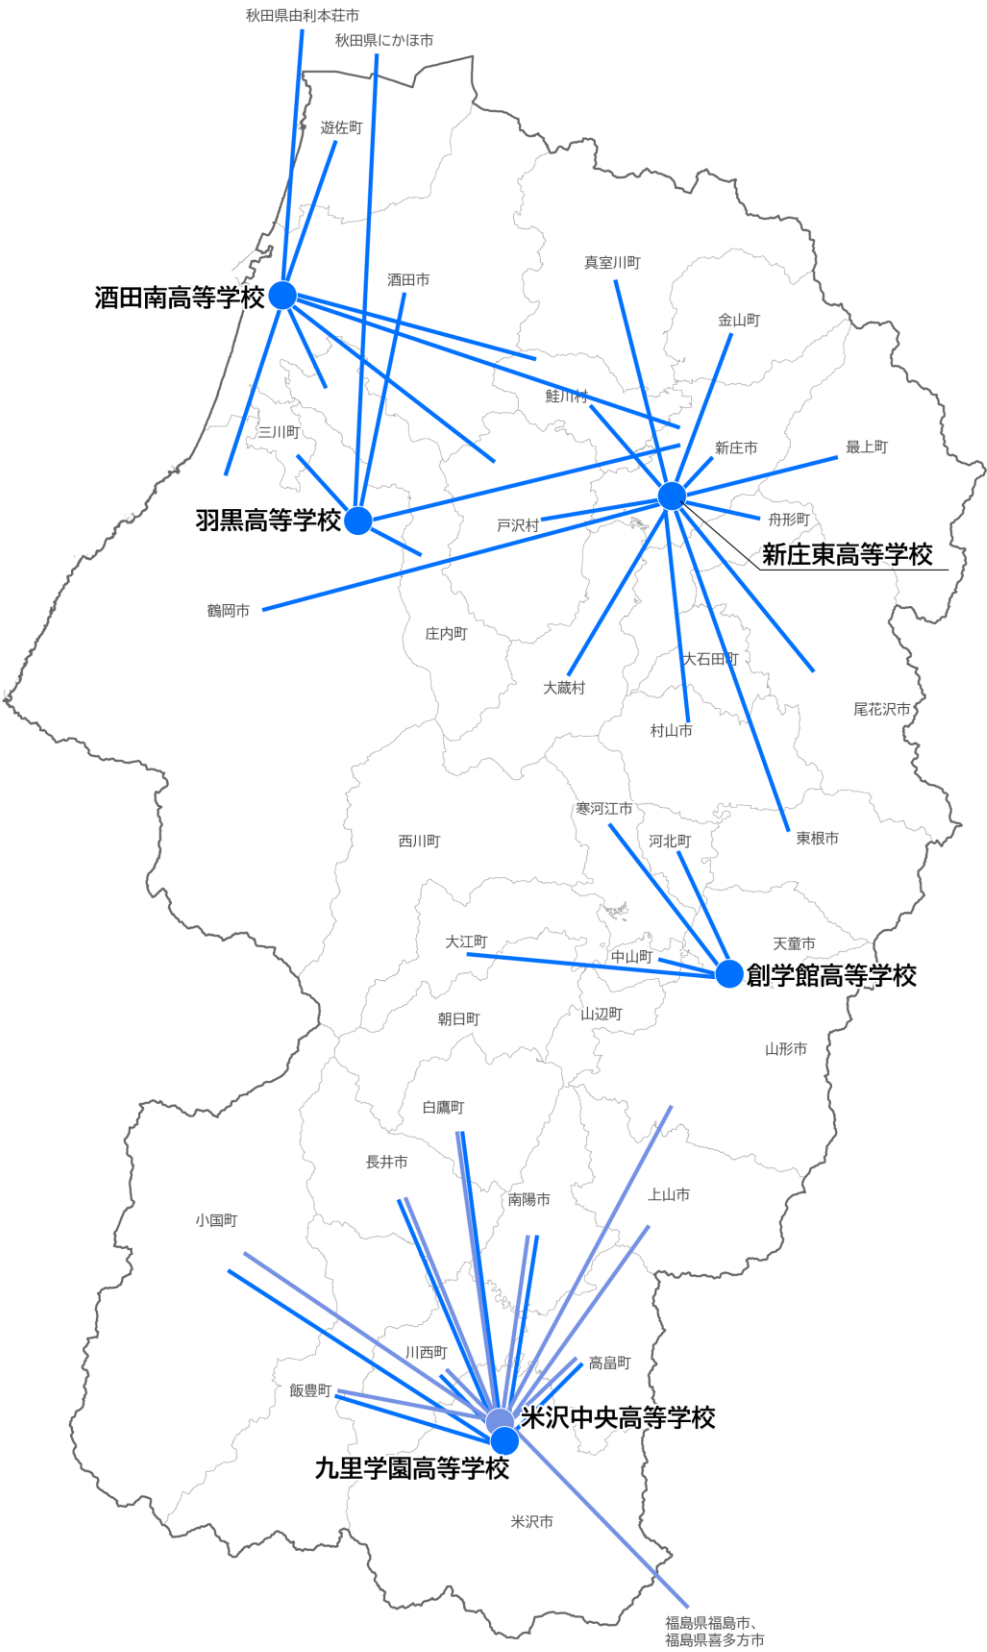 秋田県由利本荘市
秋田県にかほ市
遊佐町
真室川町
酒田市
酒田南高等学校
金山町
鮭川村
三川町
新庄市
最上町
羽黒高等学校
戸沢村
舟形町
新庄東高等学校
鶴岡市
庄内町
大石田町
大蔵村
尾花沢市
村山市
寒河江市
西川町
河北町
東根市
大江町
天童市
中山町
創学館高等学校
朝日町
山辺町
山形市
白鷹町
長井市
南陽市
上山市
小国町
川西町
高畠町
飯豊町
米沢中央高等学校
九里学園高等学校
米沢市
福島県福島市、
福島県喜多方市